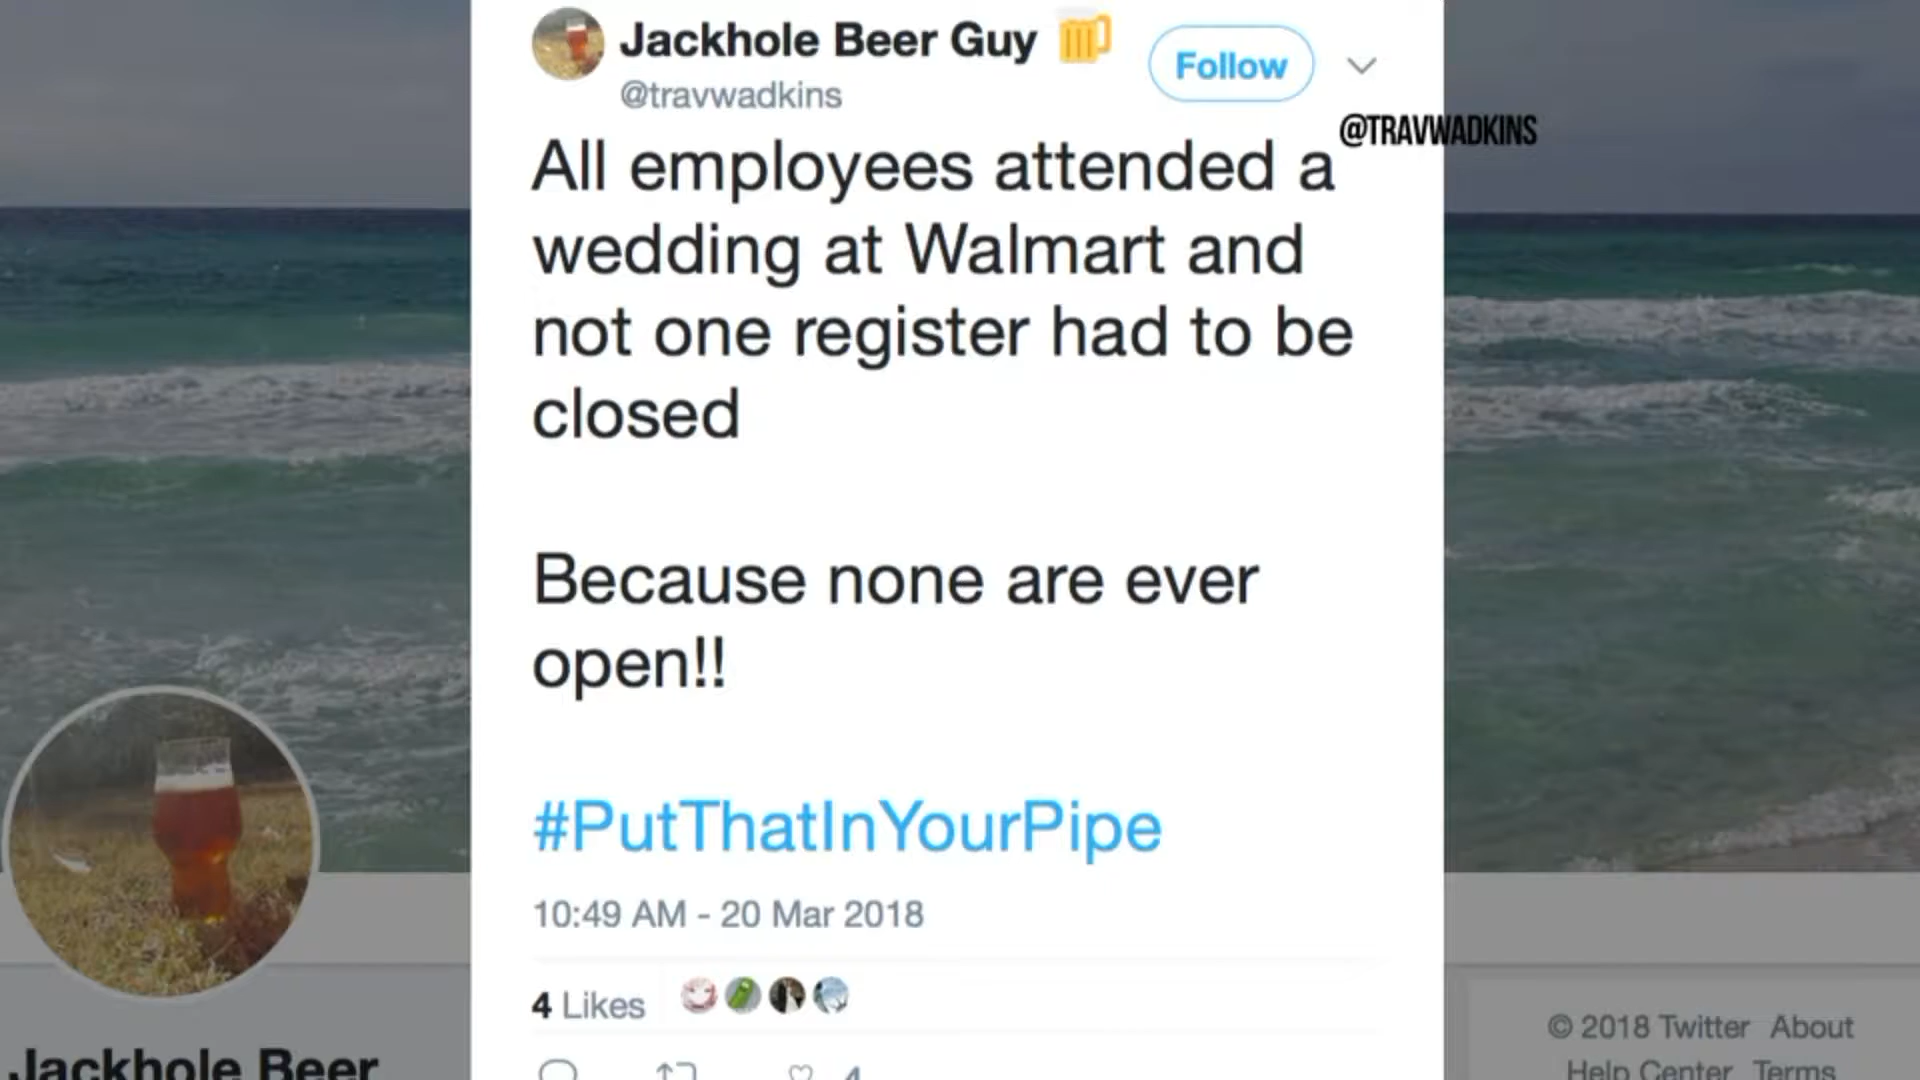 Jackhole Beer Guy 🍺
@travwadkins
Follow
@TRAVWADKINS
All employees attended a
wedding at Walmart and
not one register had to be
closed
Because none are ever
open!!
#PutThatInYourPipe
10:49 AM - 20 Mar 2018
4 Likes
4
Jackhole Beer
© 2018 Twitter About
Help Center Terms